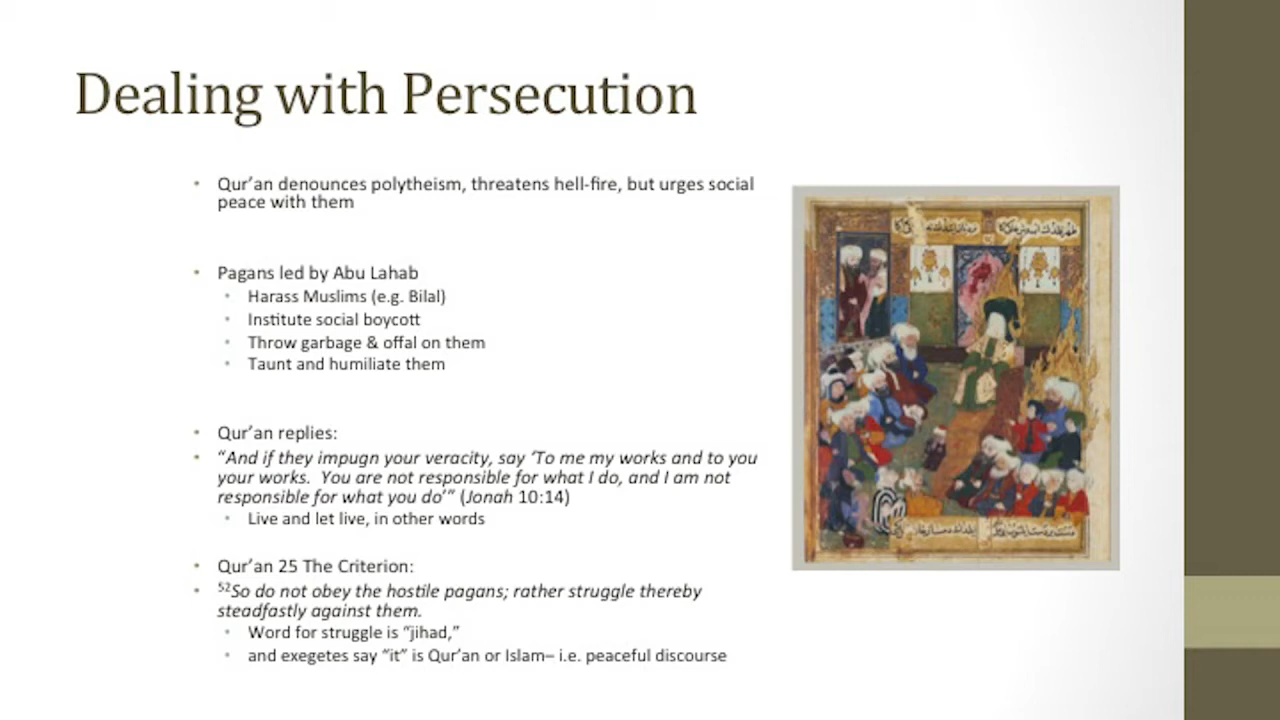 Dealing with Persecution
• Qur’an denounces polytheism, threatens hell-fire, but urges social
peace with them
• Pagans led by Abu Lahab
• Harass Muslims (e.g. Bilal)
• Institute social boycott
• Throw garbage & offal on them
• Taunt and humiliate them
• Qur’an replies:
• “And if they impugn your veracity, say ‘To me my works and to you
your works.  You are not responsible for what I do, and I am not
responsible for what you do’” (Jonah 10:14)
• Live and let live, in other words
• Qur’an 25 The Criterion:
• 52So do not obey the hostile pagans; rather struggle thereby
steadfastly against them.
• Word for struggle is “jihad,”
• and exegetes say “it” is Qur’an or Islam– i.e. peaceful discourse